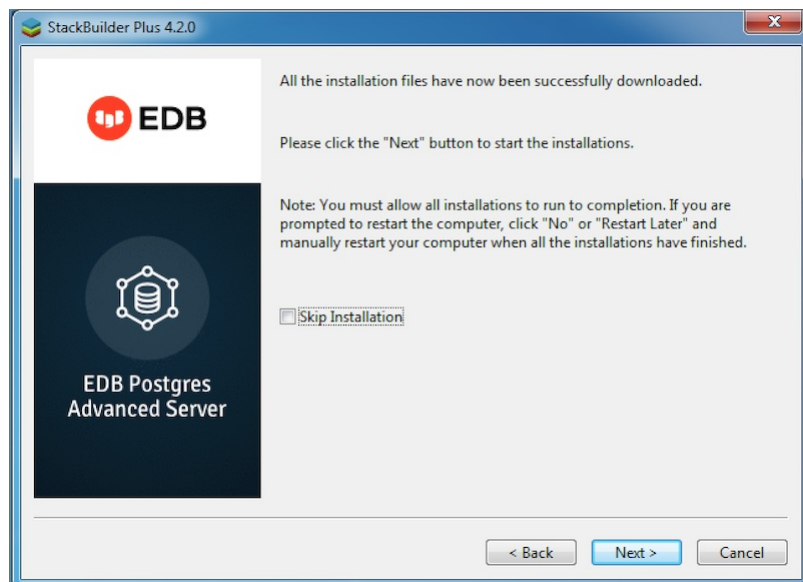 StackBuilder Plus 4.2.0
EDB
All the installation files have now been successfully downloaded.
Please click the "Next" button to start the installations.
Note: You must allow all installations to run to completion. If you are
prompted to restart the computer, click "No" or "Restart Later" and
manually restart your computer when all the installations have finished.
Skip Installation
EDB Postgres
Advanced Server
< Back
Next >
Cancel